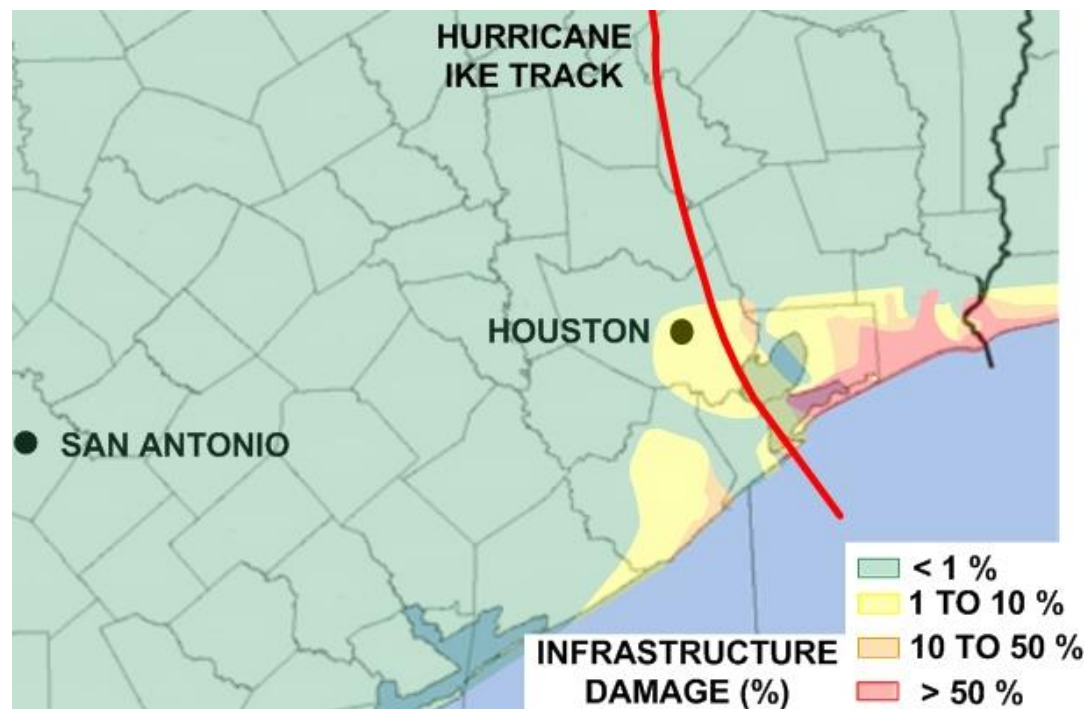 HURRICANE
IKE TRACK
HOUSTON
SAN ANTONIO
INFRASTRUCTURE
DAMAGE (%)
< 1 %
1 TO 10 %
10 TO 50 %
> 50 %